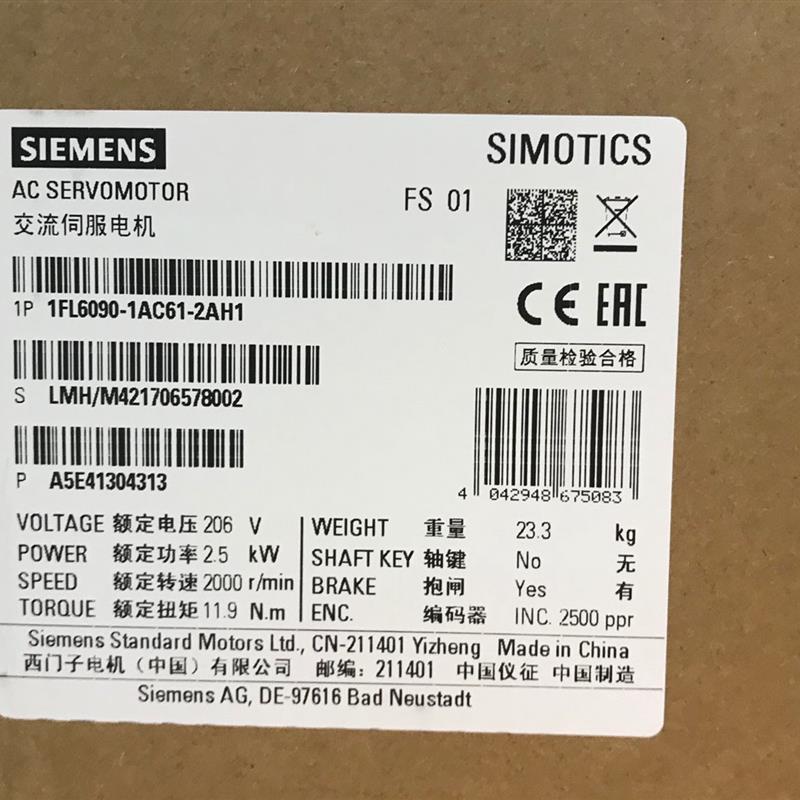 SIEMENS
SIMOTICS
AC SERVOMOTOR
FS 01
交流伺服电机
1P 1FL6090-1AC61-2AH1
质量检验合格
S LMH/M421706578002
P A5E41304313
4 042948 675083
VOLTAGE 额定电压 206 V
POWER 额定功率 2.5 kW
SPEED 额定转速 2000 r/min
TORQUE 额定扭矩 11.9 N.m
WEIGHT 重量 23.3 kg
SHAFT KEY 轴键 No 无
BRAKE 抱闸 Yes 有
ENC. 编码器 INC. 2500 ppr
Siemens Standard Motors Ltd., CN-211401 Yizheng Made in China
西门子电机（中国）有限公司 邮编：211401 中国仪征 中国制造
Siemens AG, DE-97616 Bad Neustadt
CE EAC